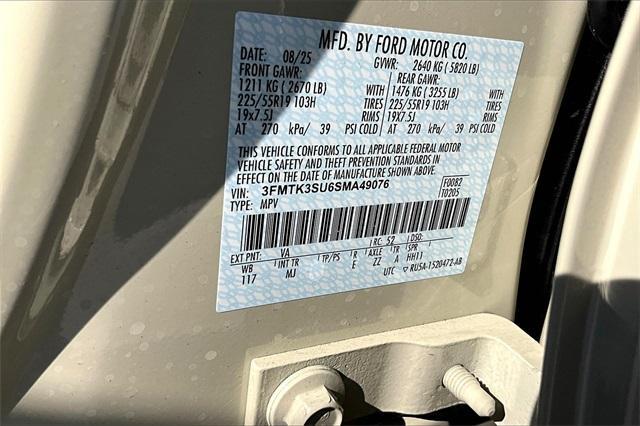 MFD. BY FORD MOTOR CO.
DATE: 08/25 GVWR: 2640 KG (5820 LB)
FRONT GAWR: REAR GAWR:
1211 KG (2670 LB) WITH 1476 KG (3255 LB) WITH
225/55R19 103H TIRES 225/55R19 103H TIRES
19x7.5J RIMS 19x7.5J RIMS
AT 270 kPa/ 39 PSI COLD AT 270 kPa/ 39 PSI COLD
THIS VEHICLE CONFORMS TO ALL APPLICABLE FEDERAL MOTOR
VEHICLE SAFETY AND THEFT PREVENTION STANDARDS IN
EFFECT ON THE DATE OF MANUFACTURE SHOWN ABOVE.
VIN: 3FMTK3SU6SMA49076 F0082
TYPE: MPV T0205
EXT PNT: VA RC: 52 DSO:
WB INT TR TP/PS R AXLE TR SPR
117 MJ E ZZ A HH11
UTC RU5A-1520472-AB